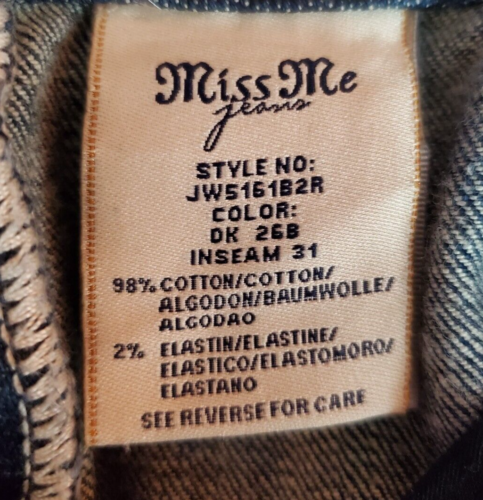 Miss Me
jeans
STYLE NO:
JW5161B2R
COLOR:
DK 26B
INSEAM 31
98% COTTON/COTTON/
ALGODON/BAUMWOLLE/
ALGODAO
2% ELASTIN/ELASTINE/
ELASTICO/ELASTOMORO/
ELASTANO
SEE REVERSE FOR CARE